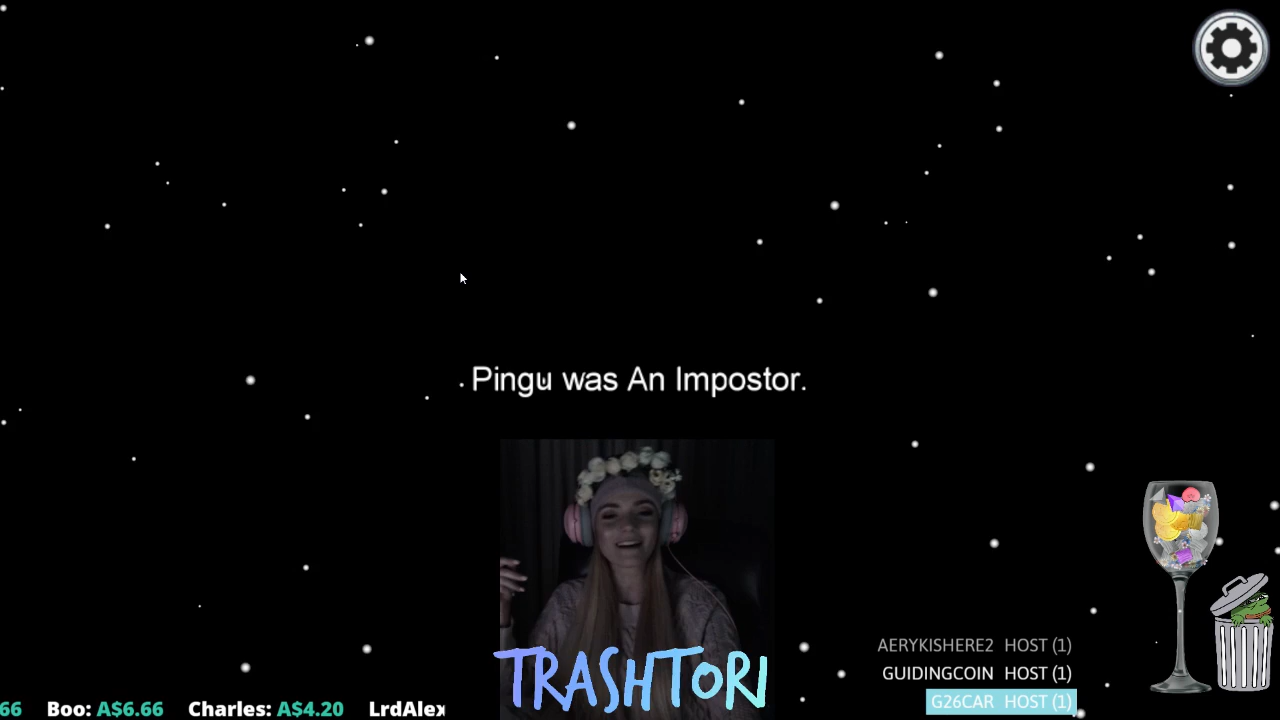 Pingu was An Impostor.
TRASHTORI
AERYKISHERE2 HOST (1)
GUIDINGCOIN HOST (1)
G26CAR HOST (1)
66 Boo: A$6.66 Charles: A$4.20 LrdAlex